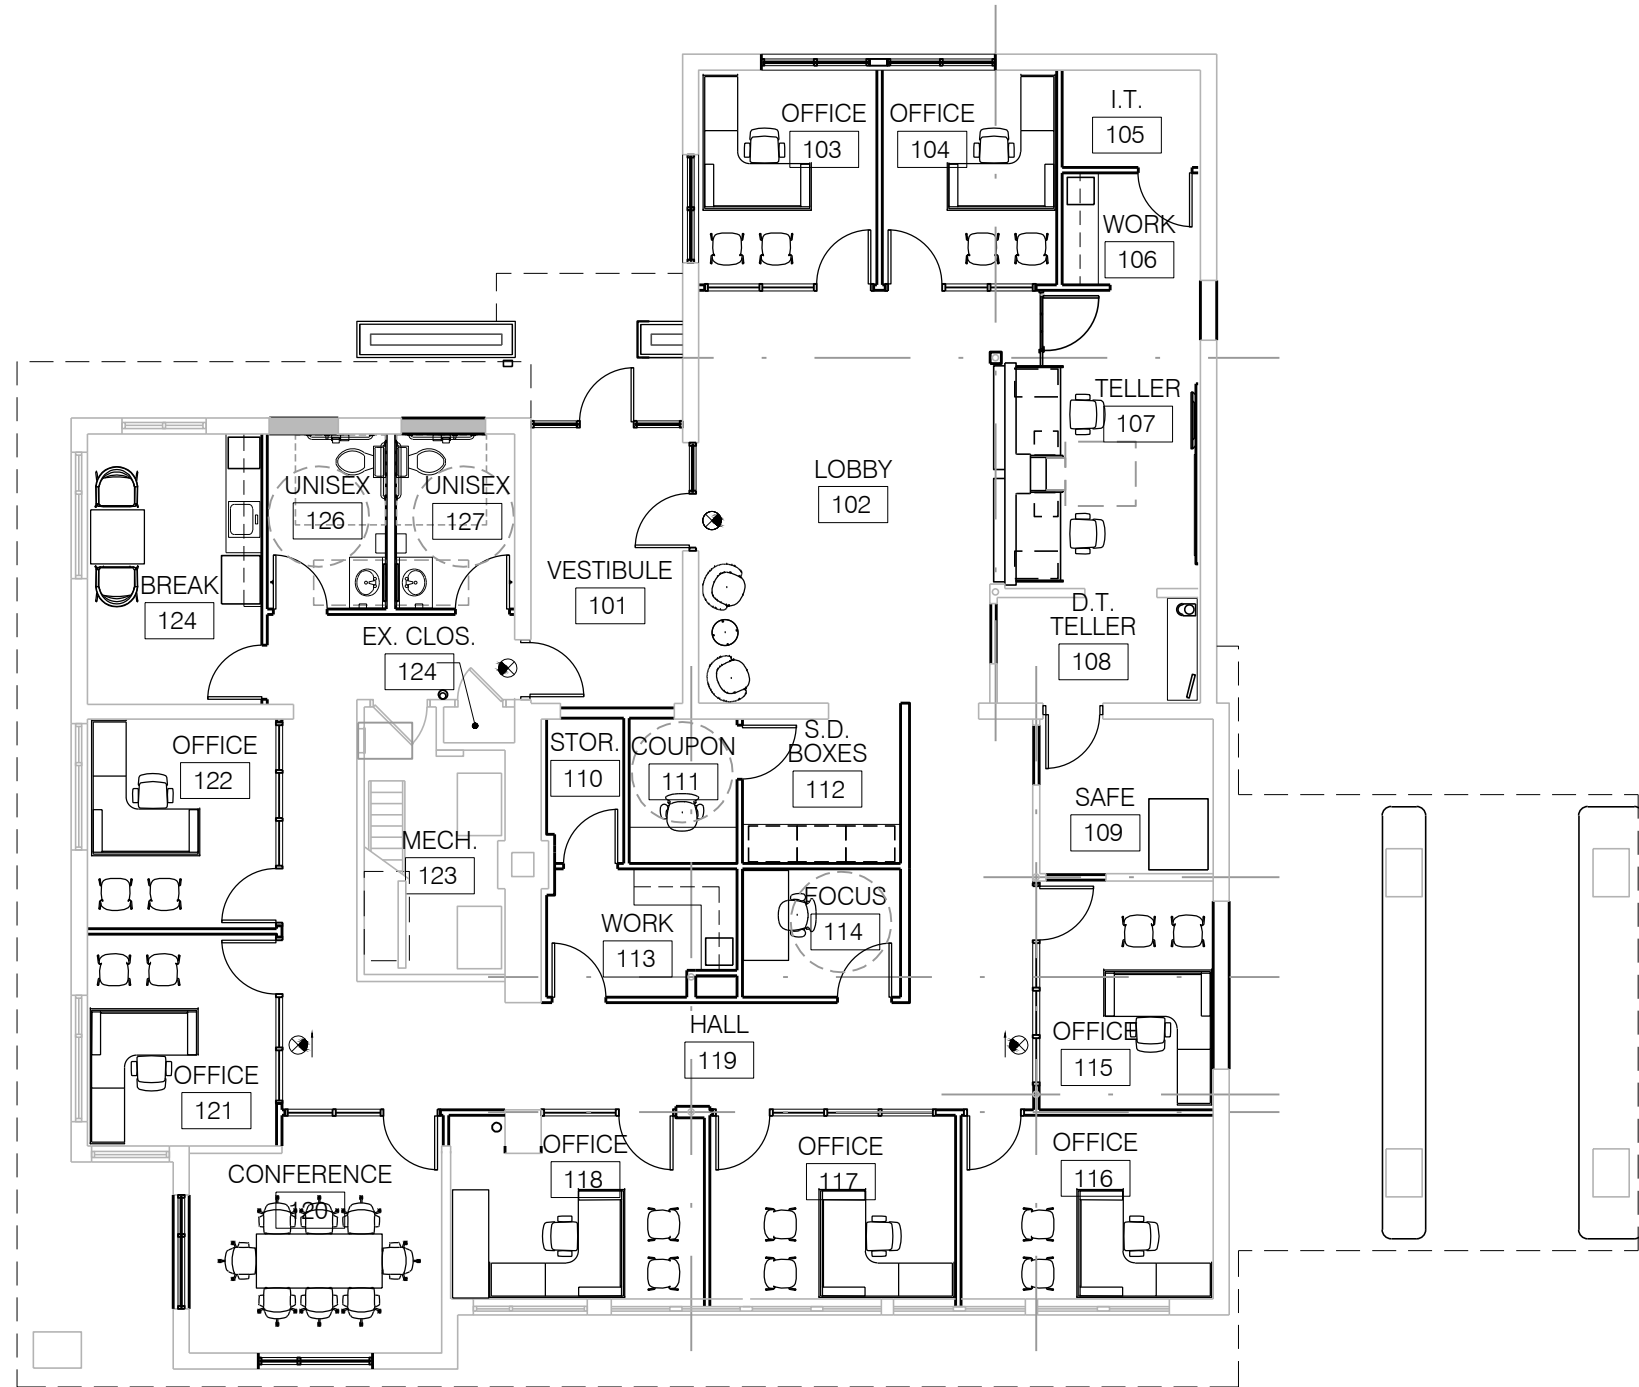 OFFICE
103
OFFICE
104
I.T.
105
WORK
106
TELLER
107
LOBBY
102
UNISEX
126
UNISEX
127
BREAK
124
VESTIBULE
101
EX. CLOS.
124
D.T.
TELLER
108
OFFICE
122
STOR.
110
COUPON
111
S.D.
BOXES
112
SAFE
109
MECH.
123
WORK
113
FOCUS
114
HALL
119
OFFICE
115
OFFICE
121
CONFERENCE
120
OFFICE
118
OFFICE
117
OFFICE
116